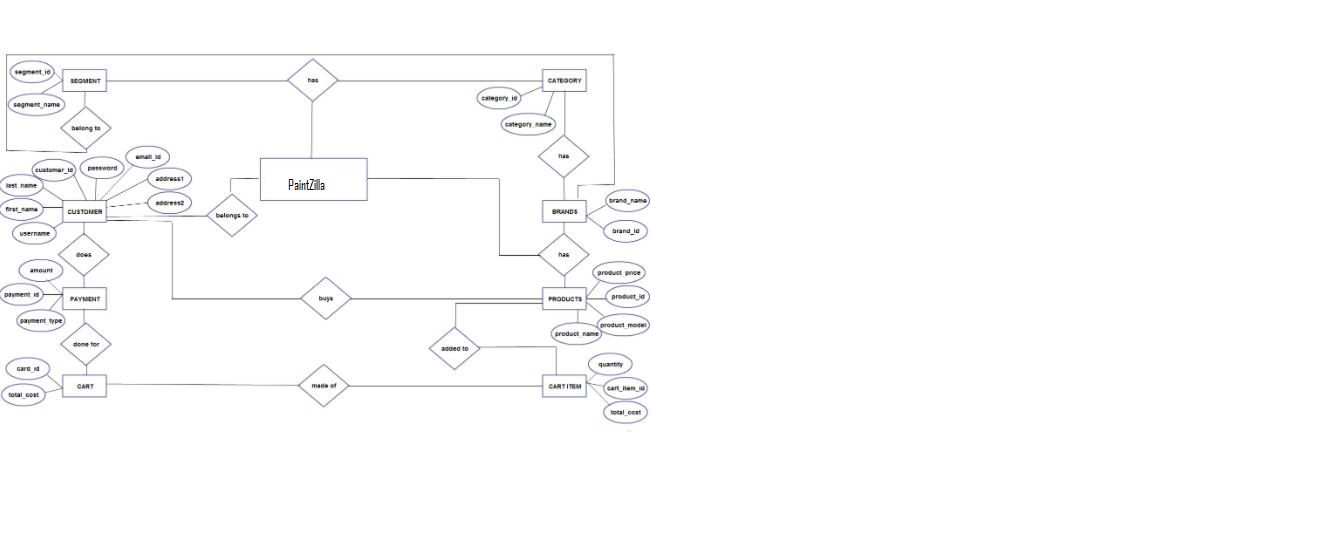 segment_id
SEGMENT
has
CATEGORY
segment_name
category_id
category_name
belong to
has
email_id
customer_id
password
last_name
address1
PaintZilla
first_name
CUSTOMER
address2
belongs to
BRANDS
brand_name
username
brand_id
does
has
amount
product_price
payment_id
PAYMENT
buys
PRODUCTS
product_id
payment_type
product_name
product_model
done for
added to
card_id
quantity
total_cost
CART
made of
CART ITEM
cart_item_id
total_cost